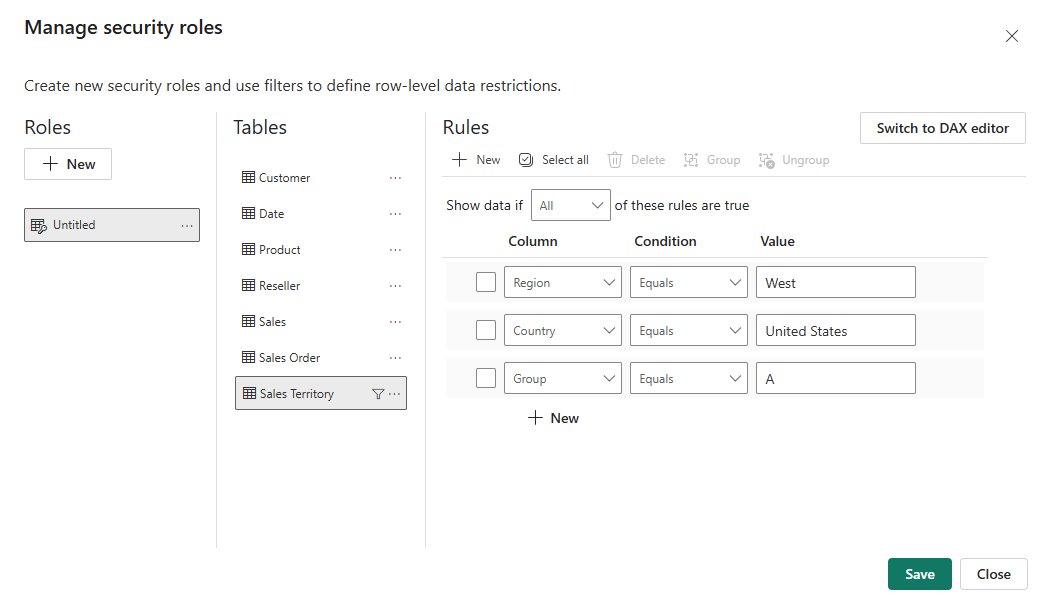 Manage security roles
Create new security roles and use filters to define row-level data restrictions.
Roles
New
Untitled
Tables
Customer
Date
Product
Reseller
Sales
Sales Order
Sales Territory
Rules
Switch to DAX editor
New Select all Delete Group Ungroup
Show data if All of these rules are true
Column Condition Value
Region Equals West
Country Equals United States
Group Equals A
New
Save Close